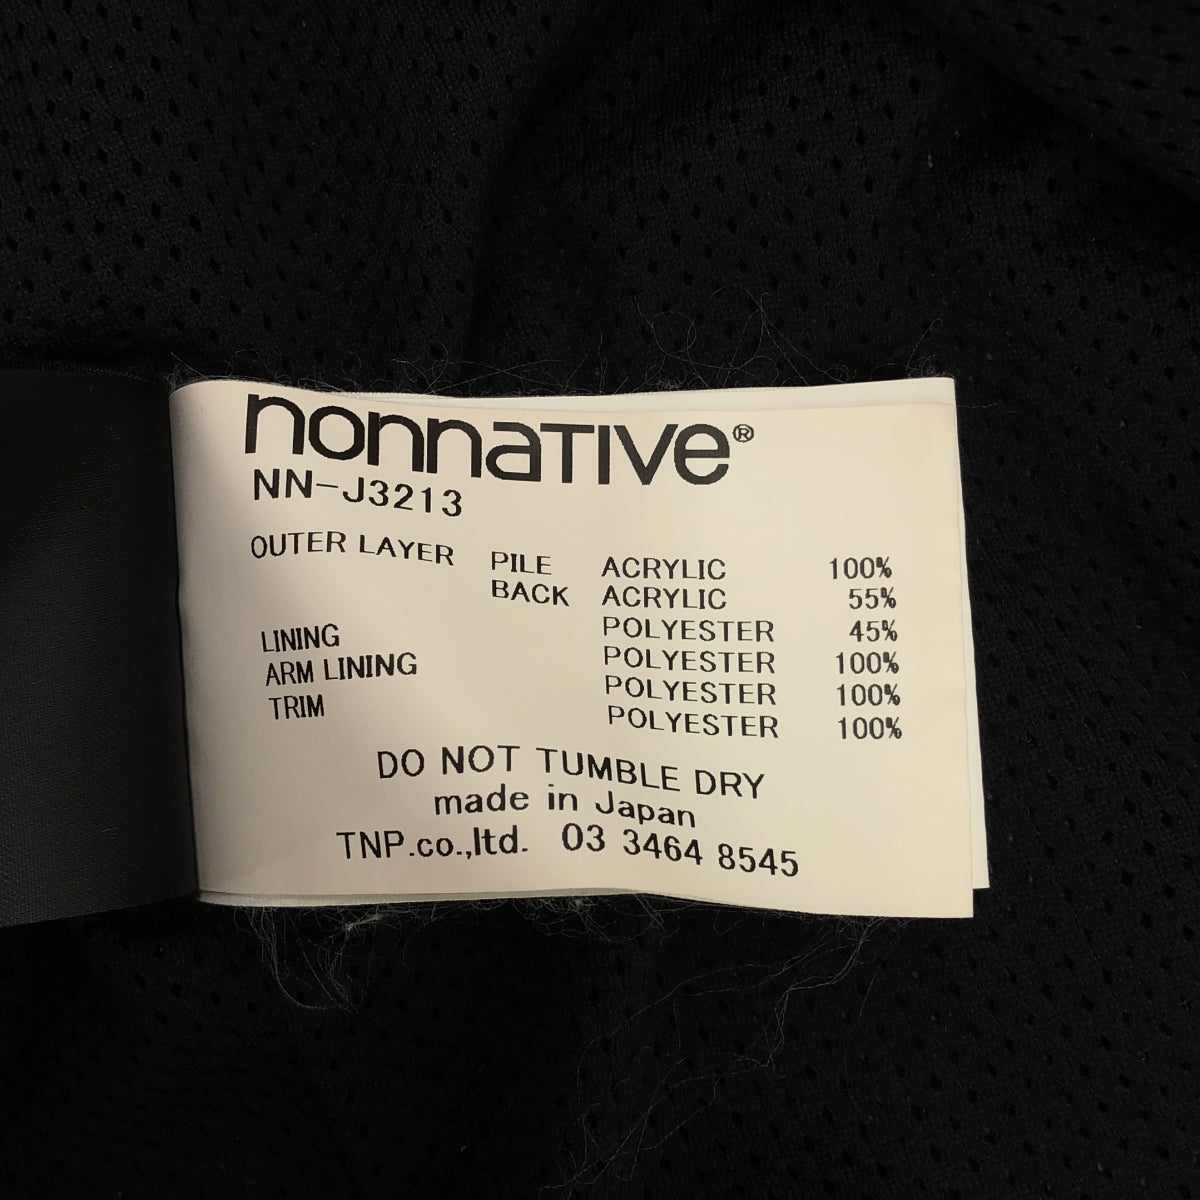 nonnaTIVe®
NN-J3213
OUTER LAYER PILE ACRYLIC 100%
BACK ACRYLIC 55%
POLYESTER 45%
LINING POLYESTER 100%
ARM LINING POLYESTER 100%
TRIM POLYESTER 100%
DO NOT TUMBLE DRY
made in Japan
TNP.co.,ltd. 03 3464 8545